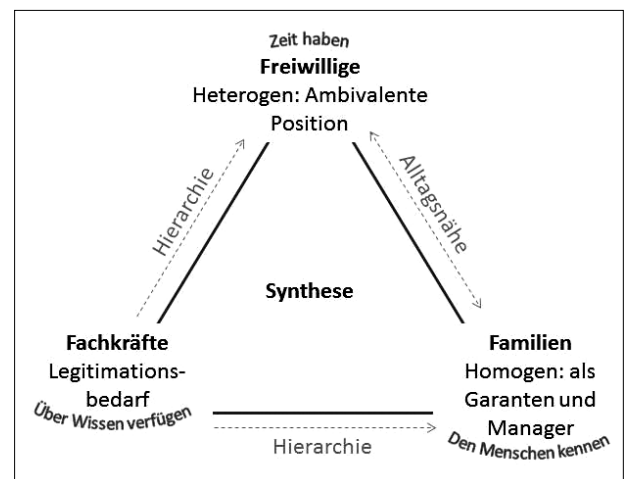 Zeit haben
Freiwillige
Heterogen: Ambivalente
Position
Hierarchie
Alltagsnähe
Synthese
Fachkräfte
Legitimations-
bedarf
Über Wissen verfügen
Familien
Homogen: als
Garanten und
Manager
Den Menschen kennen
Hierarchie